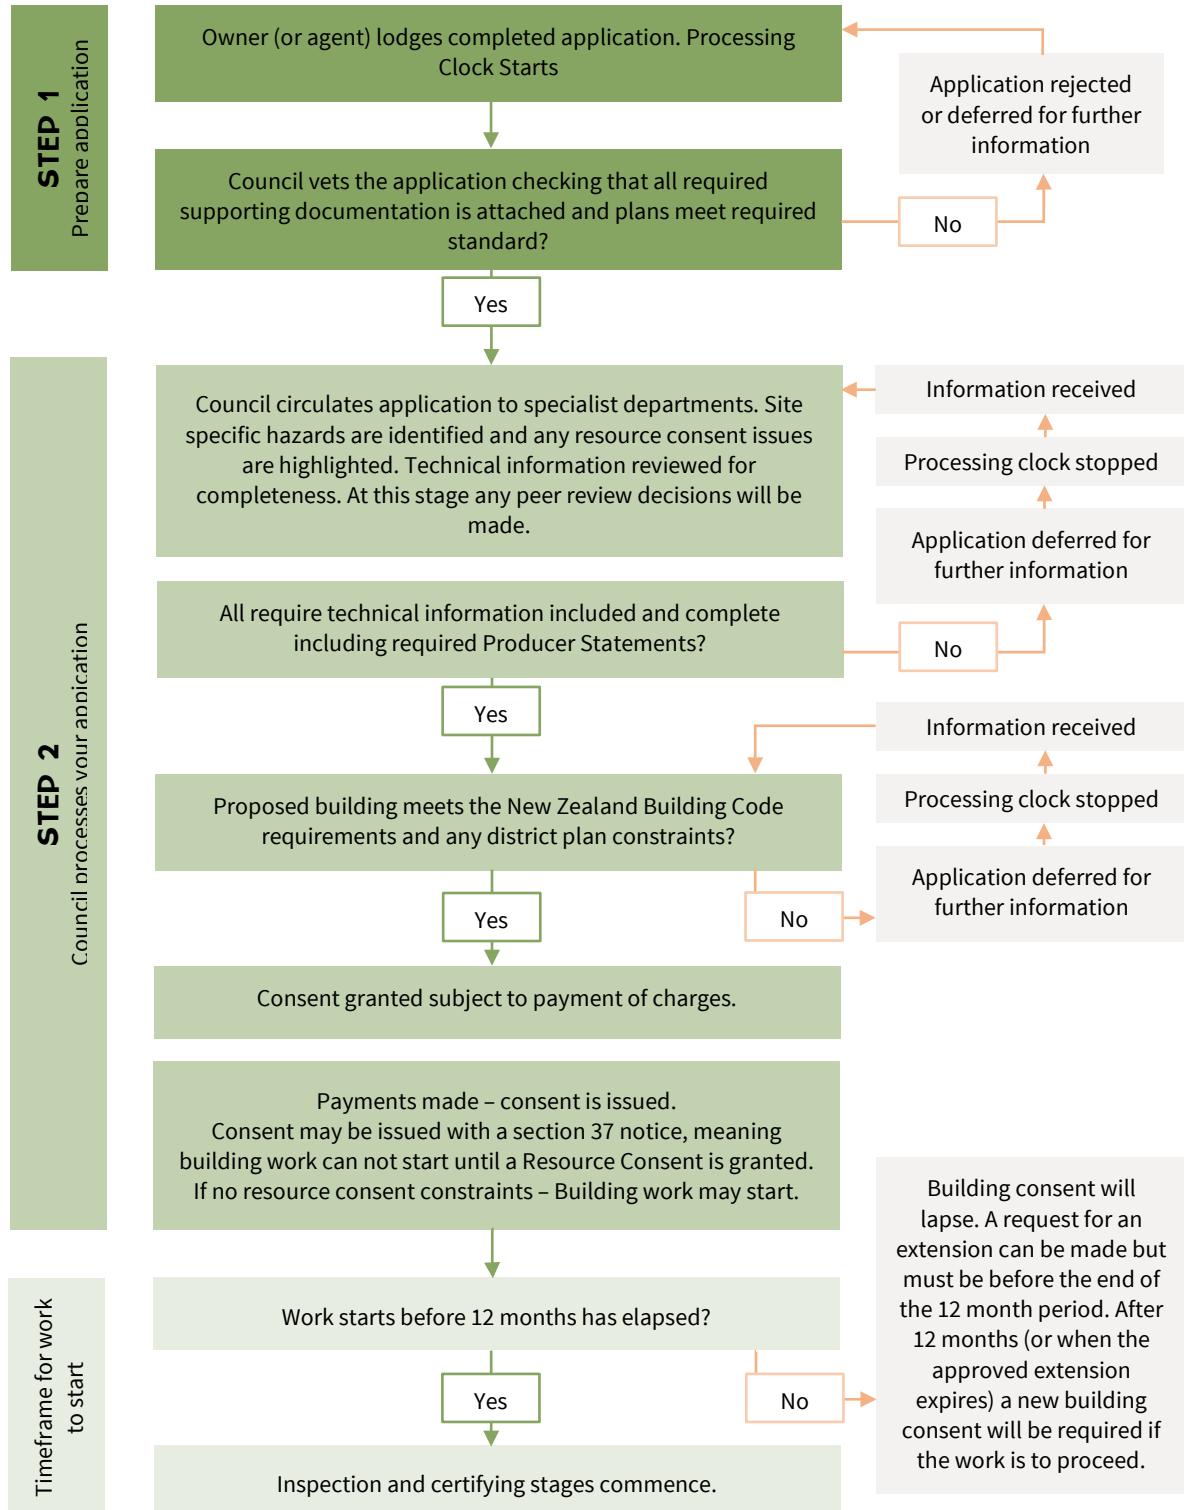 STEP 1
Prepare application
Owner (or agent) lodges completed application. Processing
Clock Starts
Application rejected
or deferred for further
information
Council vets the application checking that all required
supporting documentation is attached and plans meet required
standard?
No
Yes
STEP 2
Council processes your appication
Council circulates application to specialist departments. Site
specific hazards are identified and any resource consent issues
are highlighted. Technical information reviewed for
completeness. At this stage any peer review decisions will be
made.
Information received
Processing clock stopped
Application deferred for
further information
All require technical information included and complete
including required Producer Statements?
No
Yes
Information received
Processing clock stopped
Application deferred for
further information
Proposed building meets the New Zealand Building Code
requirements and any district plan constraints?
No
Yes
Consent granted subject to payment of charges.
Payments made – consent is issued.
Consent may be issued with a section 37 notice, meaning
building work can not start until a Resource Consent is granted.
If no resource consent constraints – Building work may start.
Timeframe for work
to start
Work starts before 12 months has elapsed?
Yes
No
Building consent will
lapse. A request for an
extension can be made but
must be before the end of
the 12 month period. After
12 months (or when the
approved extension
expires) a new building
consent will be required if
the work is to proceed.
Inspection and certifying stages commence.